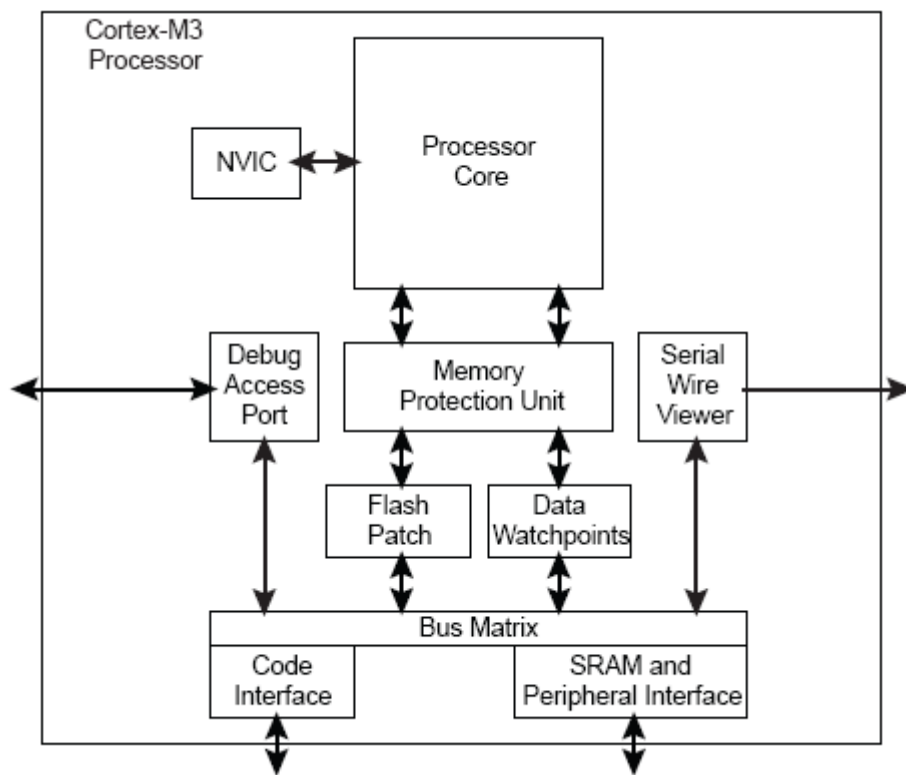 Cortex-M3
Processor
NVIC
Processor
Core
Debug
Access
Port
Memory
Protection Unit
Serial
Wire
Viewer
Flash
Patch
Data
Watchpoints
Bus Matrix
Code
Interface
SRAM and
Peripheral Interface